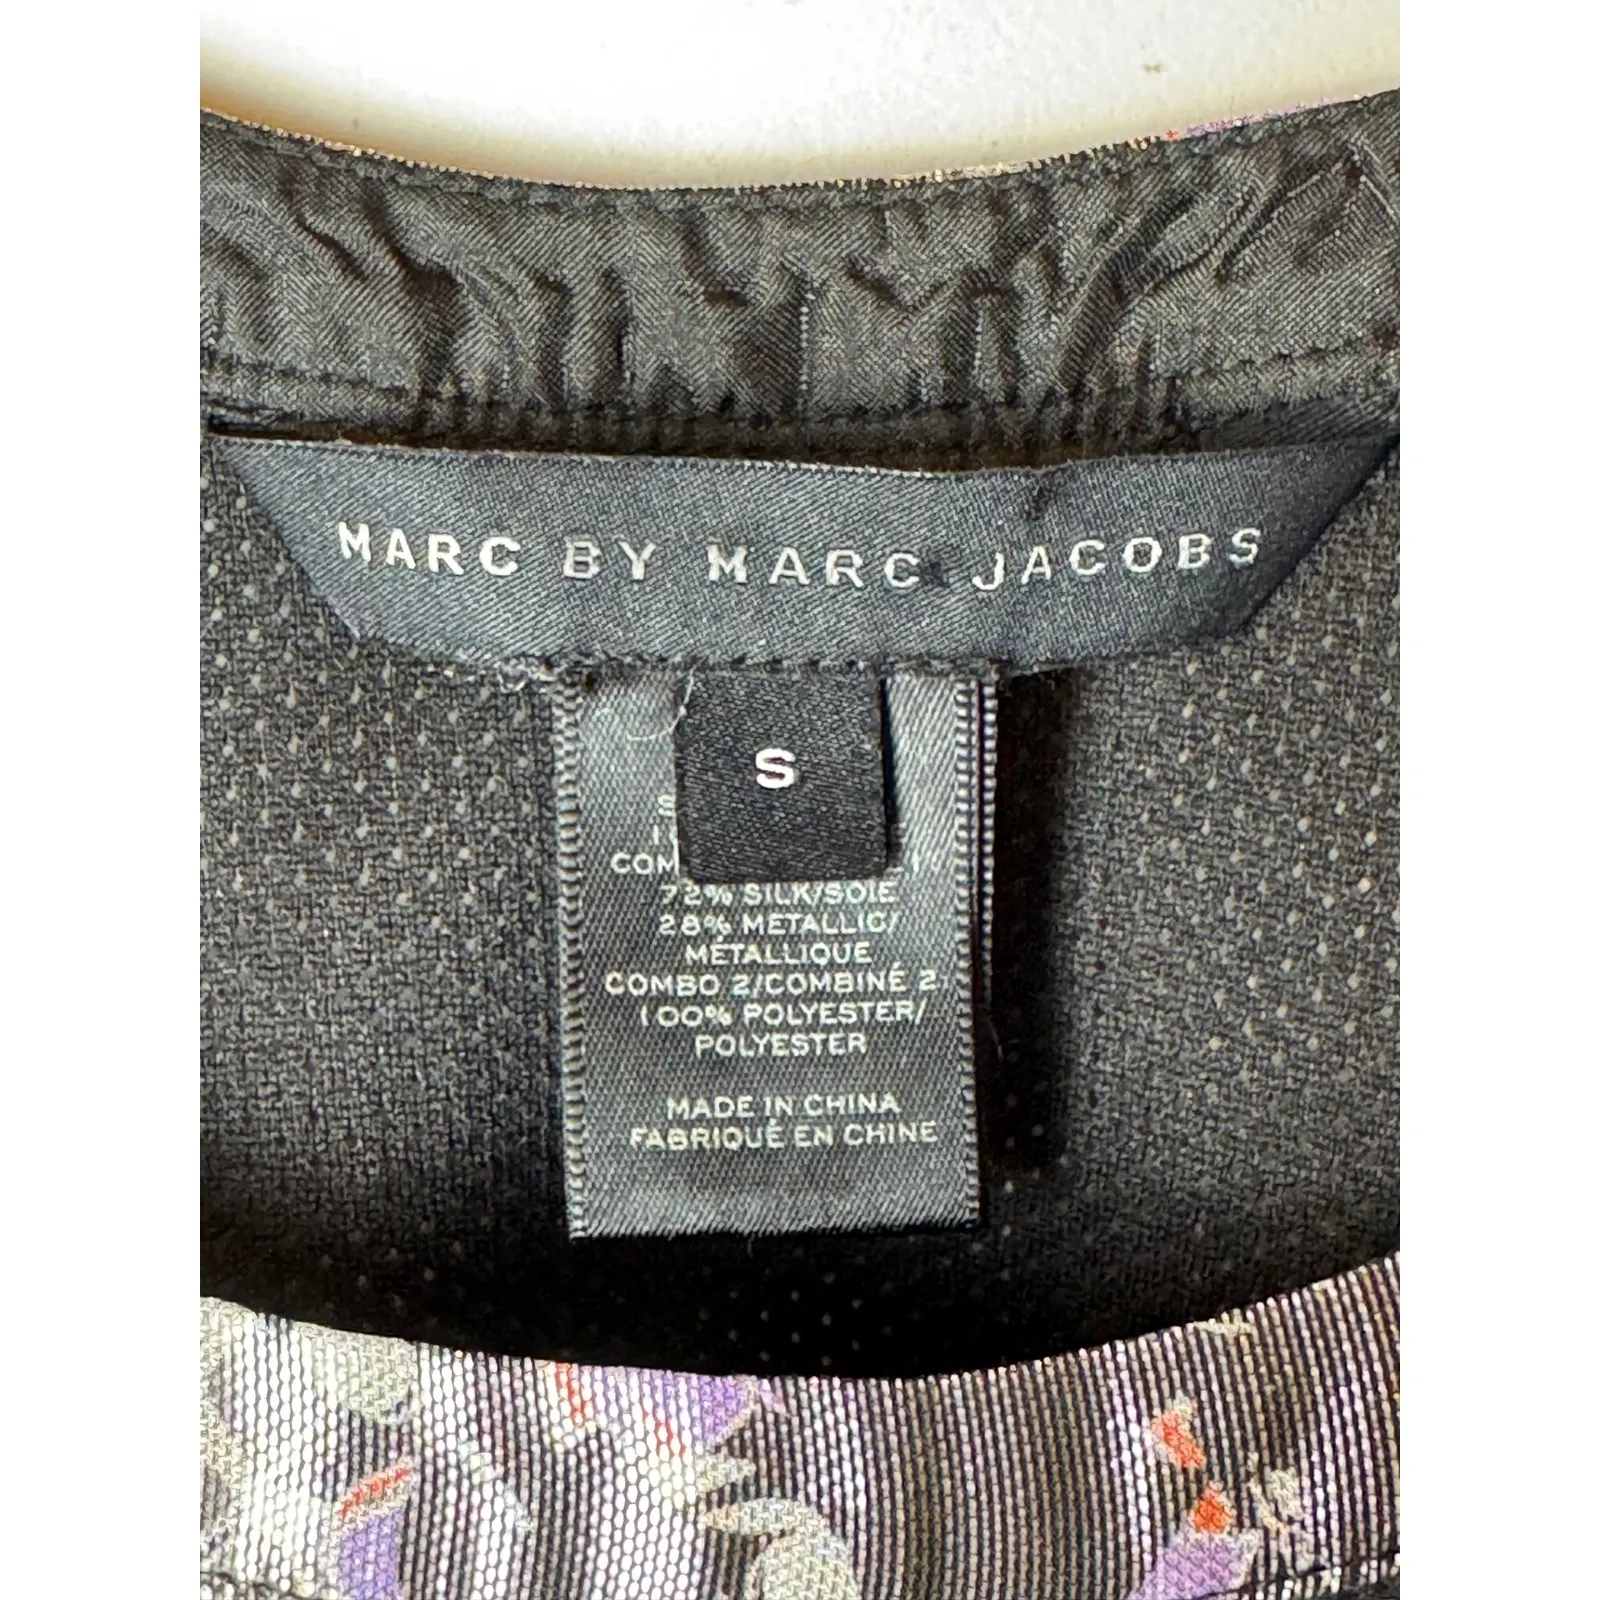 MARC BY MARC JACOBS
S
72% SILK/SOIE
28% METALLIC/
MÉTALLIQUE
COMBO 2/COMBINÉ 2
100% POLYESTER/
POLYESTER
MADE IN CHINA
FABRIQUÉ EN CHINE